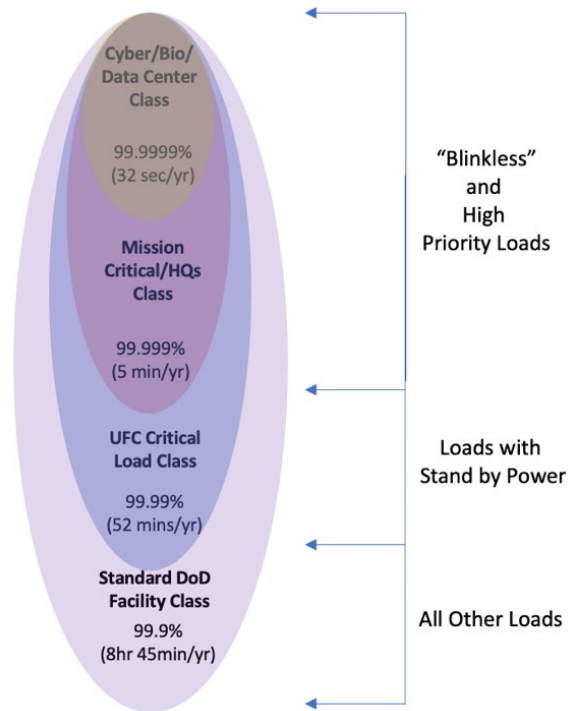 Cyber/Bio/
Data Center
Class
99.9999%
(32 sec/yr)
Mission
Critical/HQs
Class
99.999%
(5 min/yr)
UFC Critical
Load Class
99.99%
(52 mins/yr)
Standard DoD
Facility Class
99.9%
(8hr 45min/yr)
“Blinkless”
and
High
Priority Loads
Loads with
Stand by Power
All Other Loads